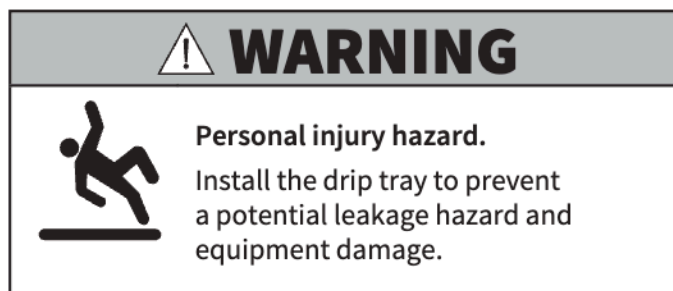 WARNING
Personal injury hazard.
Install the drip tray to prevent
a potential leakage hazard and
equipment damage.